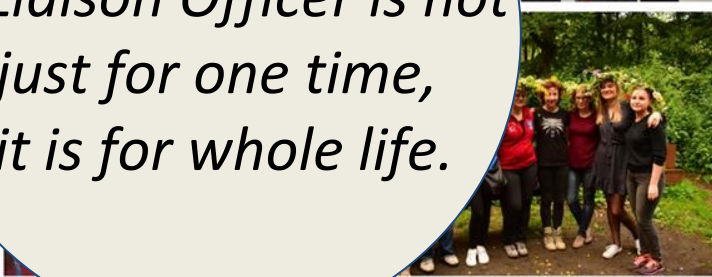 Liaison Officer is not
just for one time,
it is for whole life.